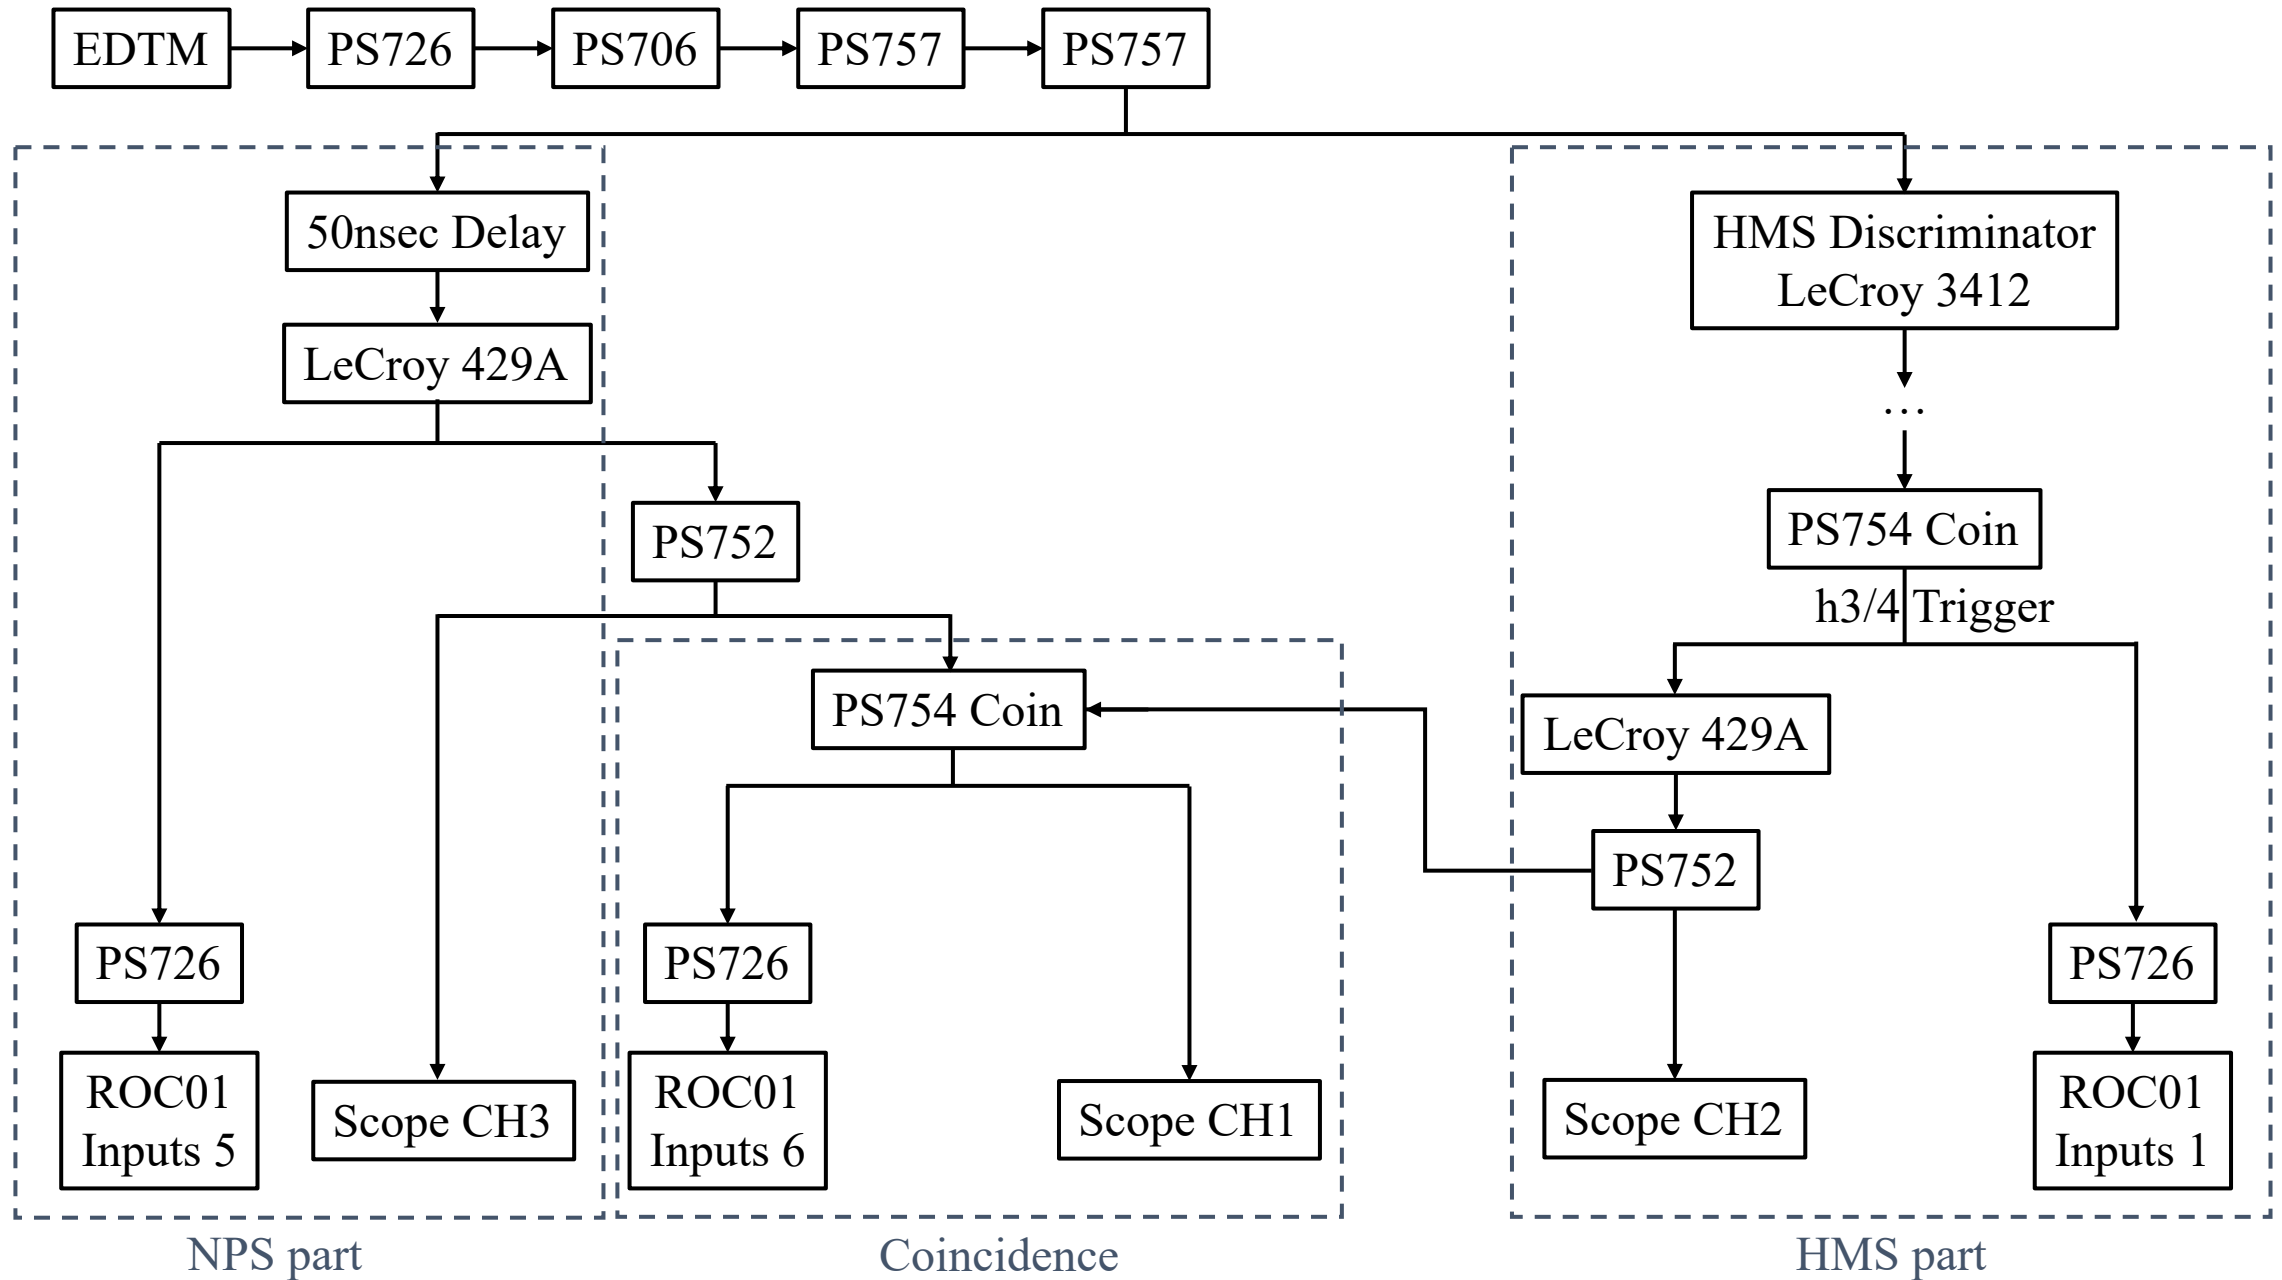 EDTM
PS726
PS706
PS757
PS757
50nsec Delay
LeCroy 429A
HMS Discriminator
LeCroy 3412
...
PS752
PS754 Coin
h3/4 Trigger
PS754 Coin
LeCroy 429A
PS752
PS726
PS726
PS726
ROC01
Inputs 5
Scope CH3
ROC01
Inputs 6
Scope CH1
Scope CH2
ROC01
Inputs 1
NPS part
Coincidence
HMS part